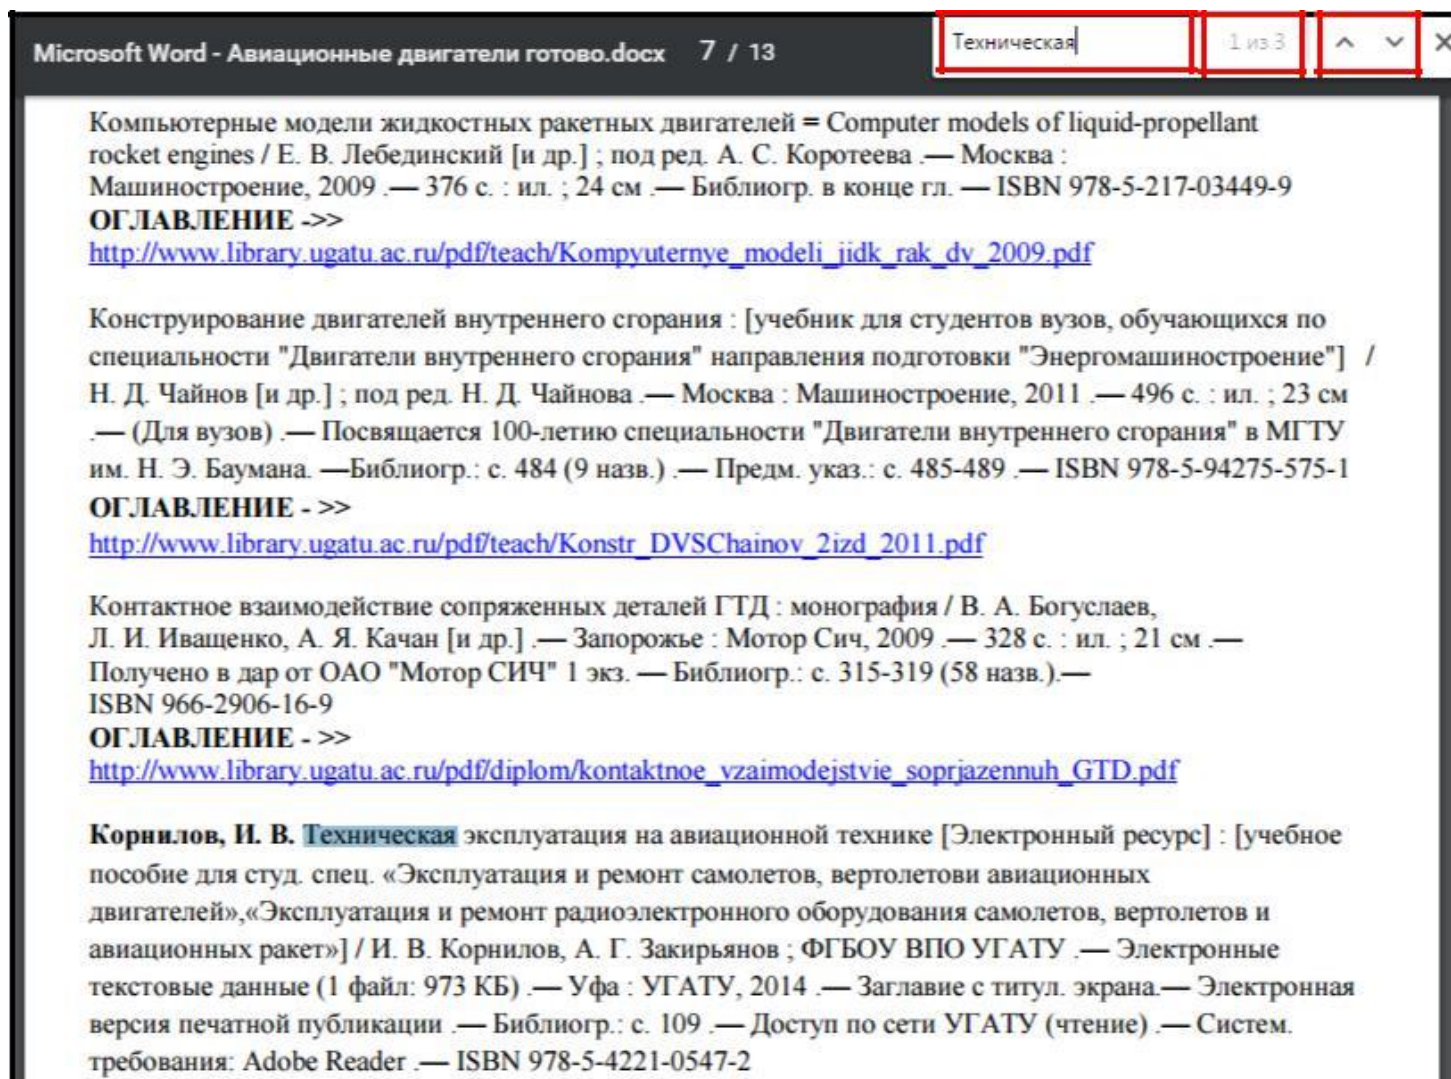 Microsoft Word - Авиационные двигатели готово.docx 7 / 13
Техническая 1 из 3
Компьютерные модели жидкостных ракетных двигателей = Computer models of liquid-propellant
rocket engines / Е. В. Лебединский [и др.] ; под ред. А. С. Коротеева .— Москва :
Машиностроение, 2009 .— 376 с. : ил. ; 24 см .— Библиогр. в конце гл. — ISBN 978-5-217-03449-9
ОГЛАВЛЕНИЕ ->>
http://www.library.ugatu.ac.ru/pdf/teach/Kompyuternye_modeli_jidk_rak_dv_2009.pdf
Конструирование двигателей внутреннего сгорания : [учебник для студентов вузов, обучающихся по
специальности "Двигатели внутреннего сгорания" направления подготовки "Энергомашиностроение"] /
Н. Д. Чайнов [и др.] ; под ред. Н. Д. Чайнова .— Москва : Машиностроение, 2011 .— 496 с. : ил. ; 23 см
.— (Для вузов) .— Посвящается 100-летию специальности "Двигатели внутреннего сгорания" в МГТУ
им. Н. Э. Баумана. —Библиогр.: с. 484 (9 назв.) .— Предм. указ.: с. 485-489 .— ISBN 978-5-94275-575-1
ОГЛАВЛЕНИЕ - >>
http://www.library.ugatu.ac.ru/pdf/teach/Konstr_DVSChainov_2izd_2011.pdf
Контактное взаимодействие сопряженных деталей ГТД : монография / В. А. Богуслаев,
Л. И. Иващенко, А. Я. Качан [и др.] .— Запорожье : Мотор Сич, 2009 .— 328 с. : ил. ; 21 см .—
Получено в дар от ОАО "Мотор СИЧ" 1 экз. — Библиогр.: с. 315-319 (58 назв.).—
ISBN 966-2906-16-9
ОГЛАВЛЕНИЕ - >>
http://www.library.ugatu.ac.ru/pdf/diplom/kontaktnoe_vzaimodejstvie_soprjazennuh_GTD.pdf
Корнилов, И. В. Техническая эксплуатация на авиационной технике [Электронный ресурс] : [учебное
пособие для студ. спец. «Эксплуатация и ремонт самолетов, вертолетови авиационных
двигателей»,«Эксплуатация и ремонт радиоэлектронного оборудования самолетов, вертолетов и
авиационных ракет»] / И. В. Корнилов, А. Г. Закирьянов ; ФГБОУ ВПО УГАТУ .— Электронные
текстовые данные (1 файл: 973 КБ) .— Уфа : УГАТУ, 2014 .— Заглавие с титул. экрана.— Электронная
версия печатной публикации .— Библиогр.: с. 109 .— Доступ по сети УГАТУ (чтение) .— Систем.
требования: Adobe Reader .— ISBN 978-5-4221-0547-2